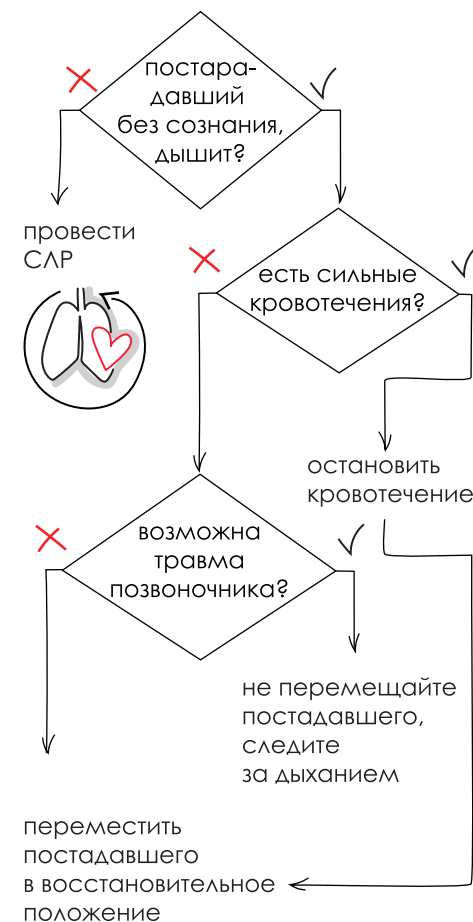 постара-
давший
без сознания,
дышит?
провести
СЛР
есть сильные
кровотечения?
остановить
кровотечение
возможна
травма
позвоночника?
не перемещайте
постадавшего,
следите
за дыханием
переместить
постадавшего
в восстановительное
положение